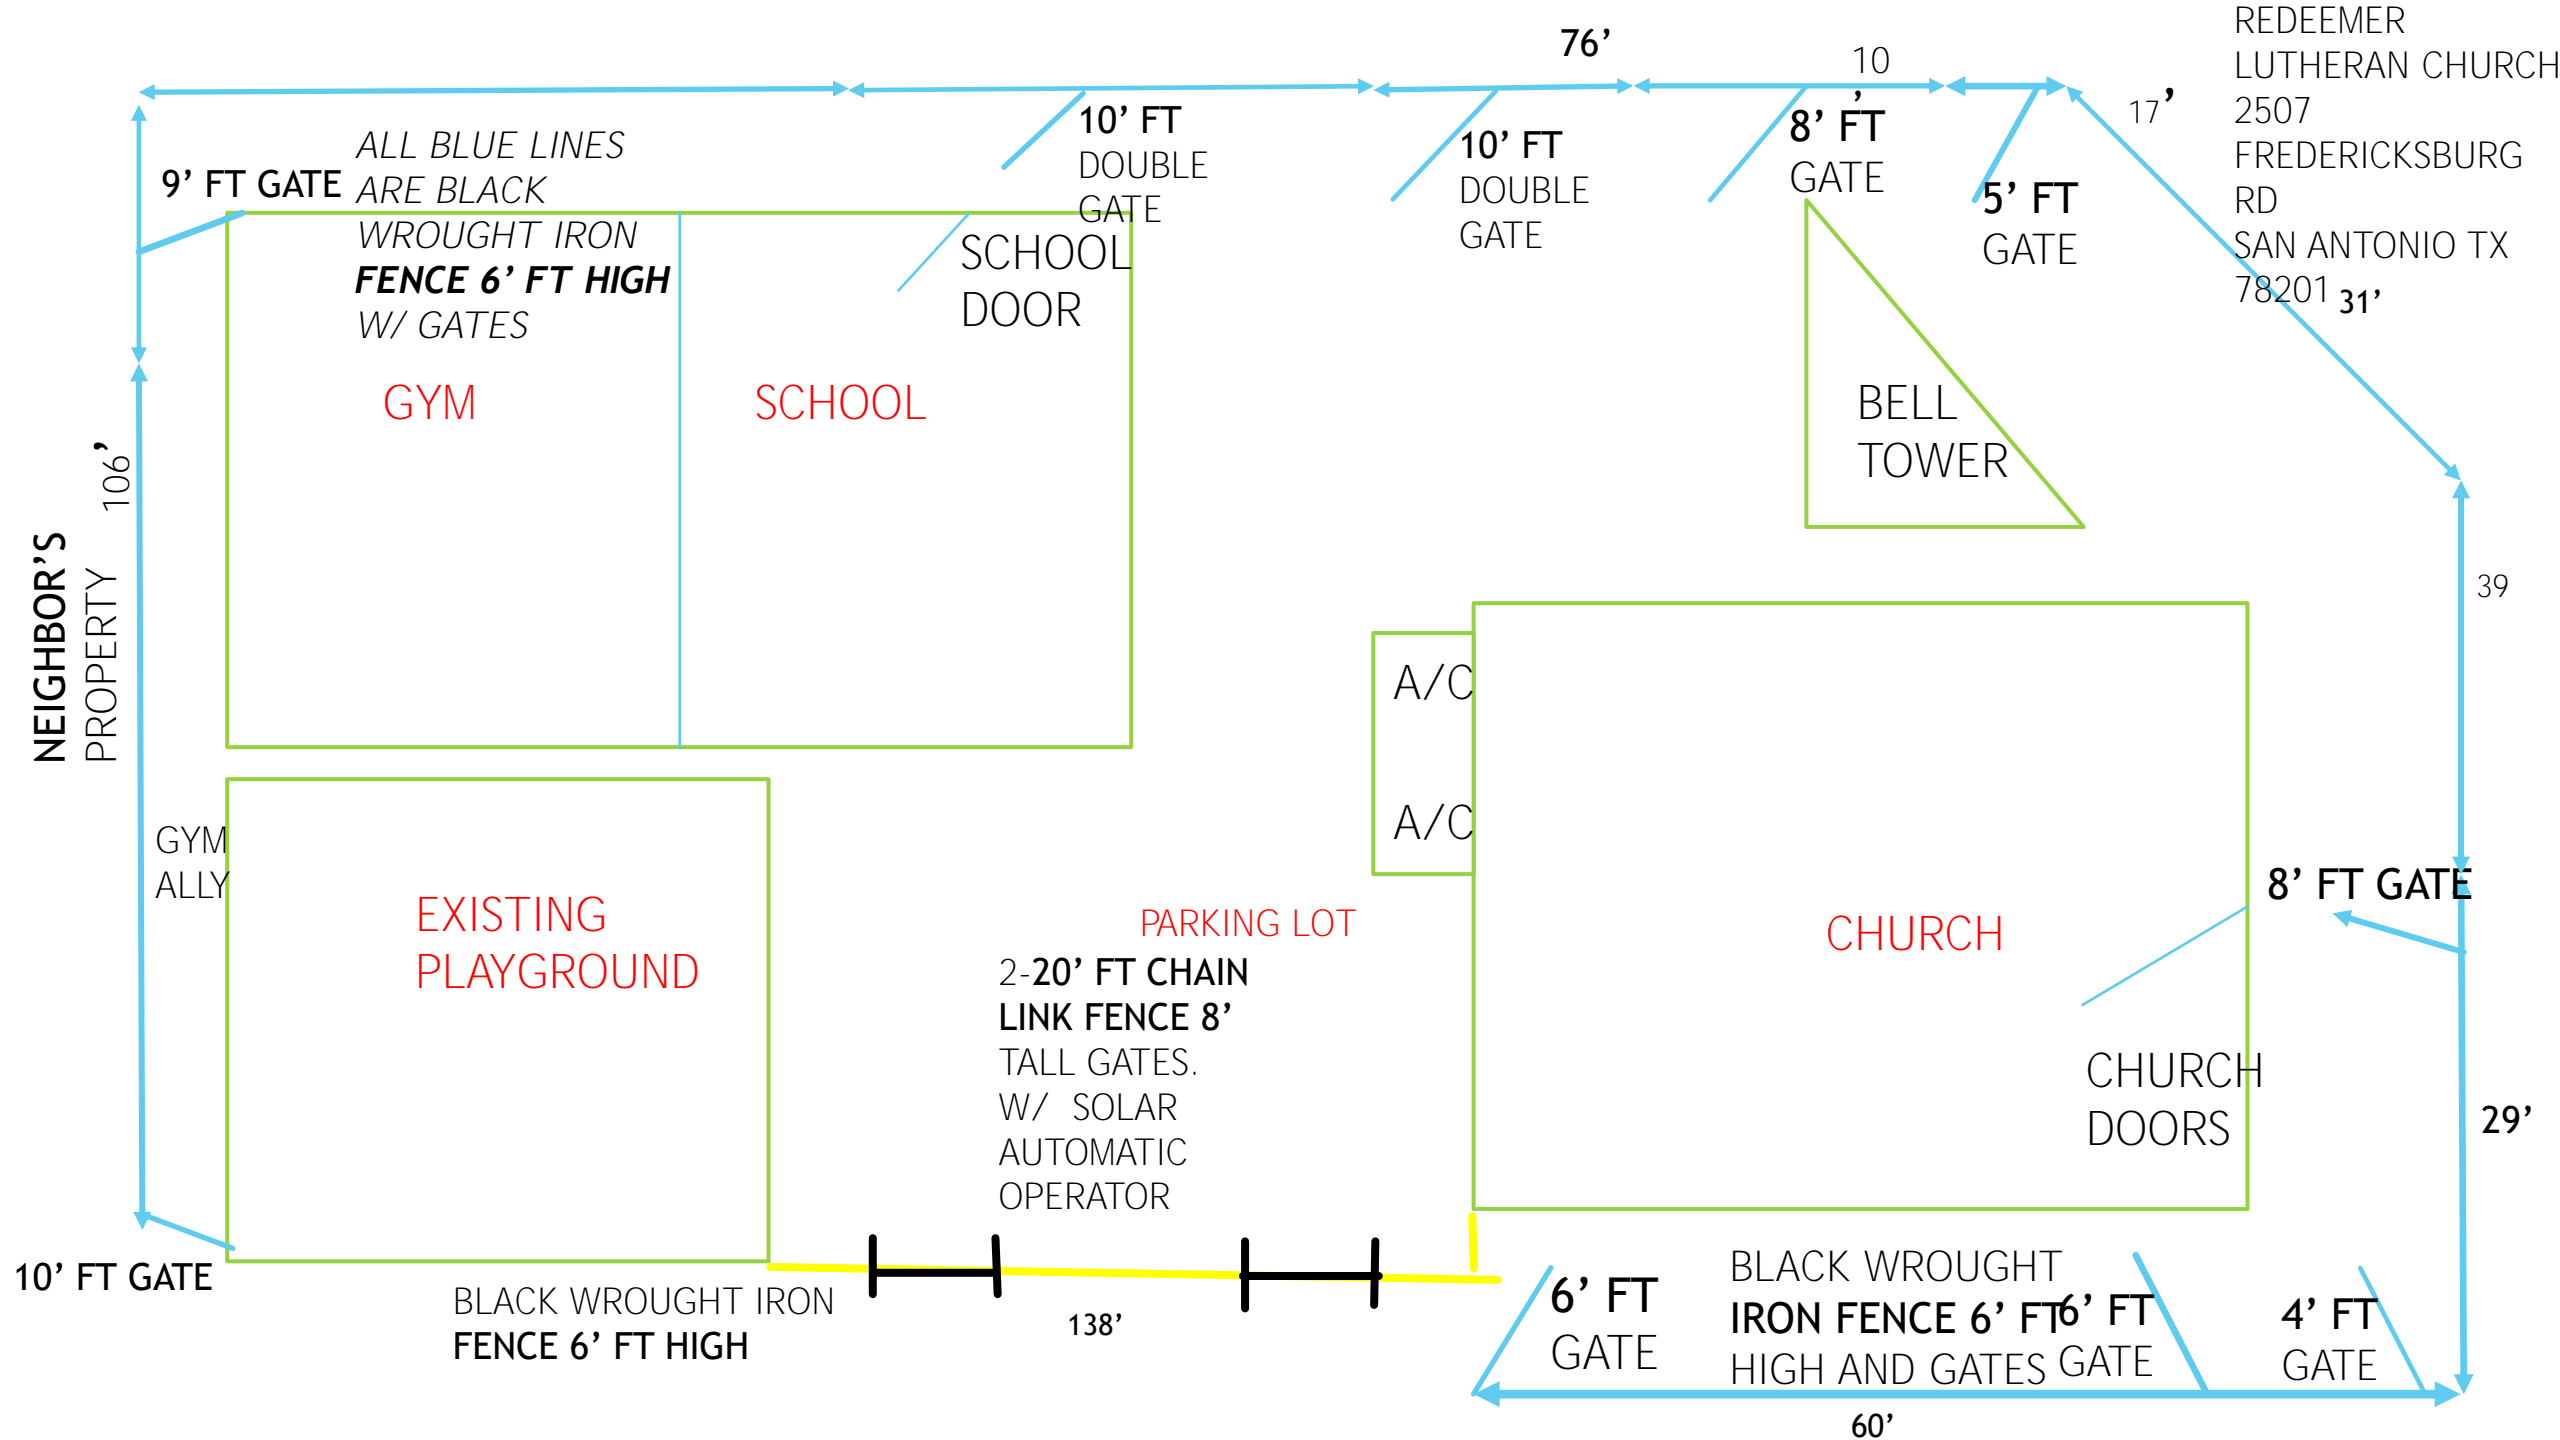 76’
10
’
17’
REDEEMER
LUTHERAN CHURCH
2507
FREDERICKSBURG
RD
SAN ANTONIO TX
78201
31’
9’ FT GATE
ALL BLUE LINES
ARE BLACK
WROUGHT IRON
FENCE 6’ FT HIGH
W/ GATES
10’ FT
DOUBLE
GATE
10’ FT
DOUBLE
GATE
8’ FT
GATE
5’ FT
GATE
SCHOOL
DOOR
GYM
SCHOOL
BELL
TOWER
106’
NEIGHBOR’S
PROPERTY
39
A/C
A/C
GYM
ALLY
EXISTING
PLAYGROUND
PARKING LOT
2-20’ FT CHAIN
LINK FENCE 8’
TALL GATES.
W/ SOLAR
AUTOMATIC
OPERATOR
CHURCH
8’ FT GATE
CHURCH
DOORS
29’
10’ FT GATE
BLACK WROUGHT IRON
FENCE 6’ FT HIGH
138’
6’ FT
GATE
BLACK WROUGHT
IRON FENCE 6’ FT
HIGH AND GATES
6’ FT
GATE
4’ FT
GATE
60’